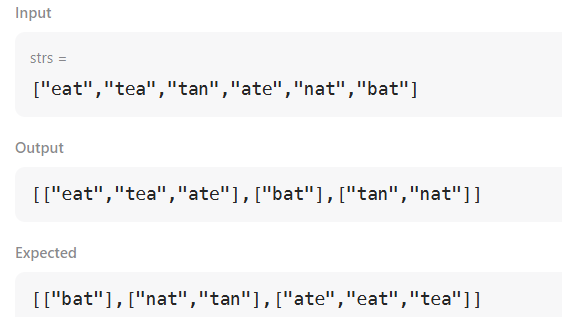 Input
strs =
["eat","tea","tan","ate","nat","bat"]
Output
[["eat","tea","ate"],["bat"],["tan","nat"]]
Expected
[["bat"],["nat","tan"],["ate","eat","tea"]]